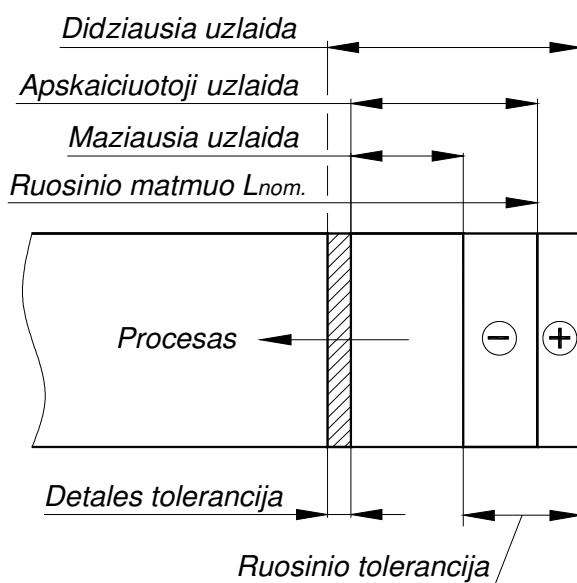 Didziausia uzlaida
Apskaiciuotoji uzlaida
Maziausia uzlaida
Ruosinio matmuo Lnom.
Procesas
− +
Detales tolerancija
Ruosinio tolerancija